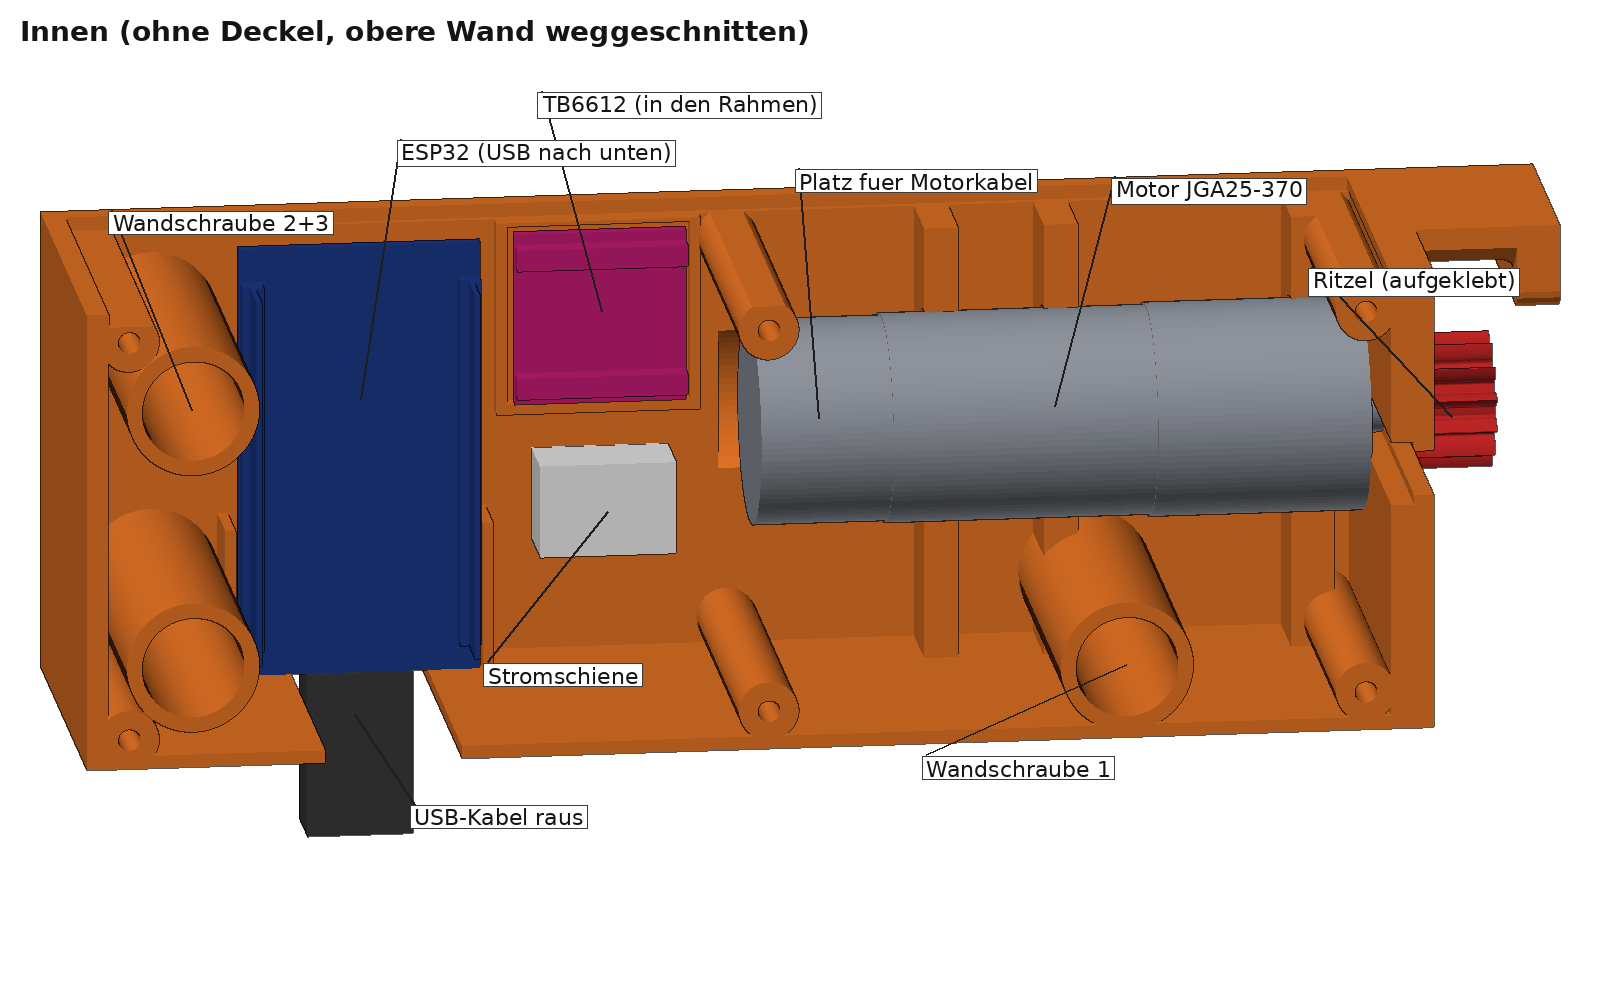 Innen (ohne Deckel, obere Wand weggeschnitten)
TB6612 (in den Rahmen)
ESP32 (USB nach unten)
Platz fuer Motorkabel
Motor JGA25-370
Wandschraube 2+3
Ritzel (aufgeklebt)
Stromschiene
Wandschraube 1
USB-Kabel raus